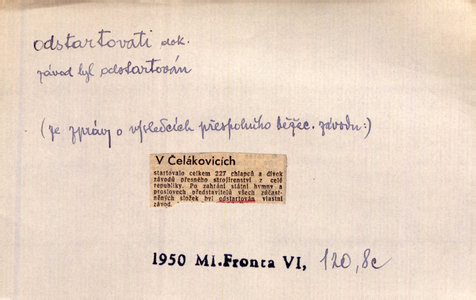 odstartovati dok.
závod byl odstartován
(ze zprávy o výsledcích přespolního běžec. závodu:)
V Čelákovicích
startovalo celkem 227 chlapců a dívek
závodů přesného strojírenství z celé
republiky. Po zahrání státní hymny a
proslovech představitelů všech zúčast-
něných složek byl odstartován vlastní
závod.
1950 Ml.Fronta VI, 120, 8c